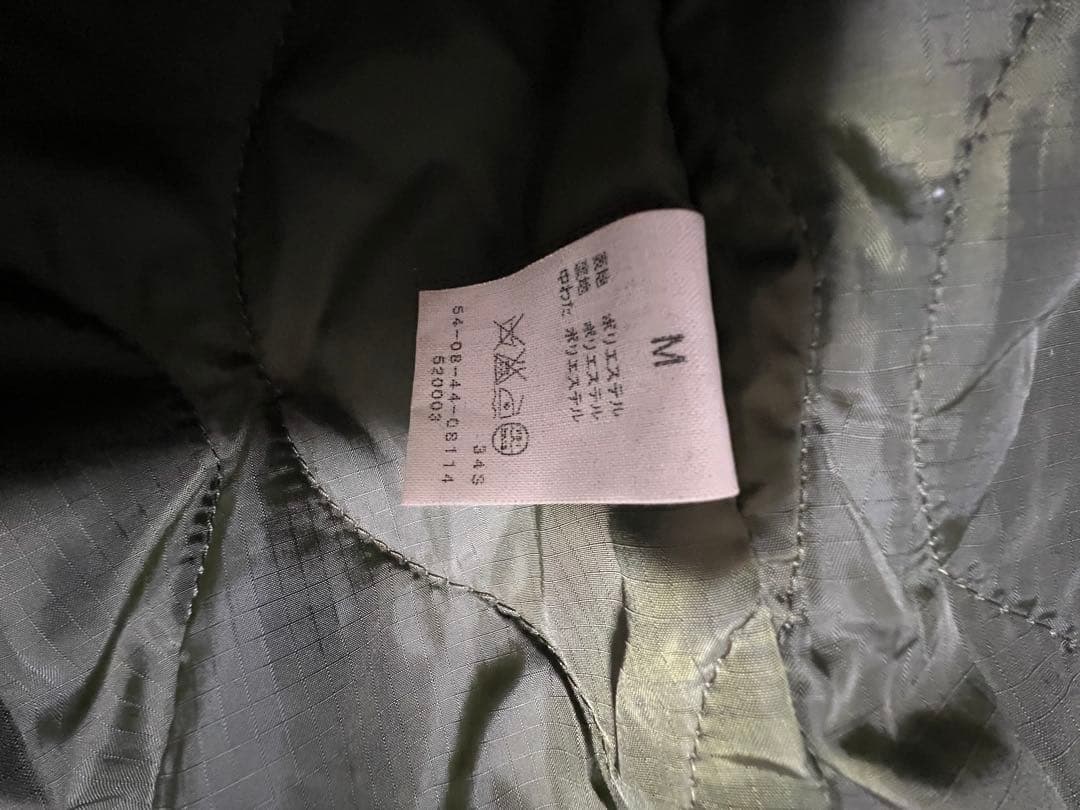 M
表地 ポリエステル
裏地 ポリエステル
中わた ポリエステル
34S
54-08-44-08114
520003